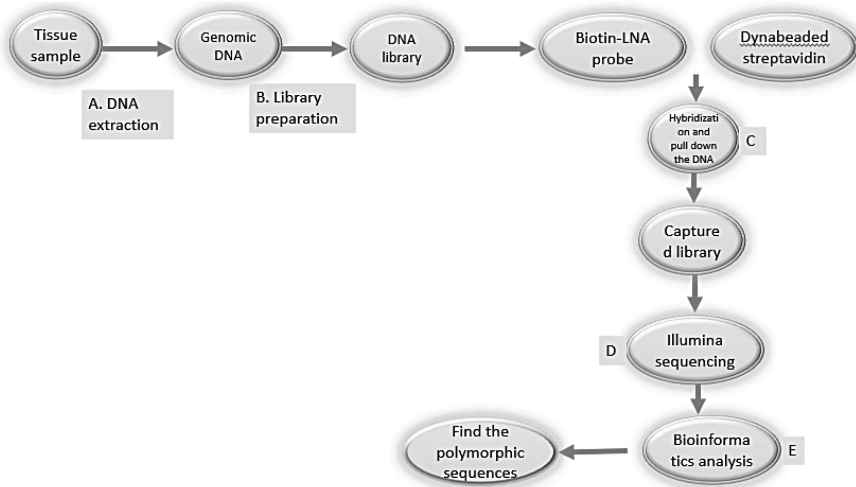 Tissue
sample
Genomic
DNA
DNA
library
Biotin-LNA
probe
Dynabeaded
streptavidin
A. DNA
extraction
B. Library
preparation
Hybridizati
on and
pull down
the DNA
C
Capture
d library
D
Illumina
sequencing
Bioinforma
tics analysis
E
Find the
polymorphic
sequences